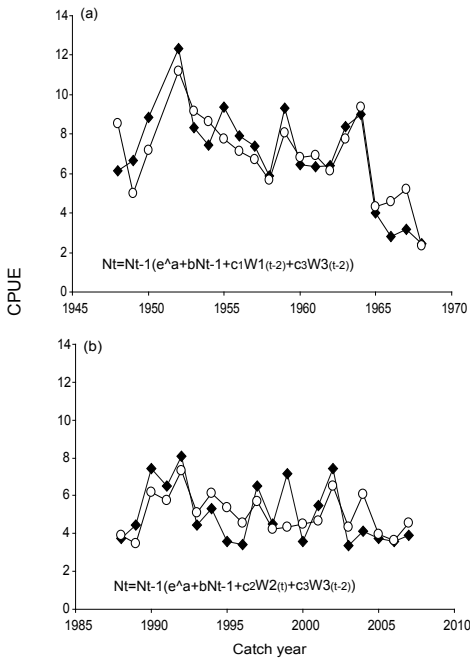 (a)
14
12
10
8
6
4
2
0
Nt=Nt-1(e^a+bNt-1+c1W1(t-2)+c3W3(t-2))
1945 1950 1955 1960 1965 1970
CPUE
(b)
14
12
10
8
6
4
2
0
Nt=Nt-1(e^a+bNt-1+c2W2(t)+c3W3(t-2))
1985 1990 1995 2000 2005 2010
Catch year